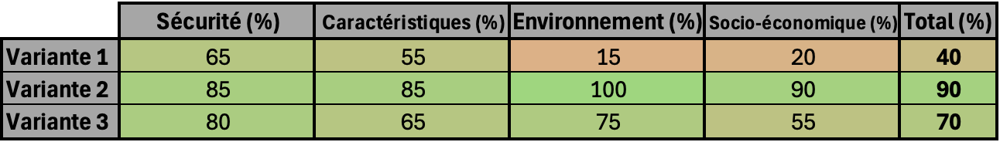 Sécurité (%) Caractéristiques (%) Environnement (%) Socio-économique (%) Total (%)
Variante 1 65 55 15 20 40
Variante 2 85 85 100 90 90
Variante 3 80 65 75 55 70